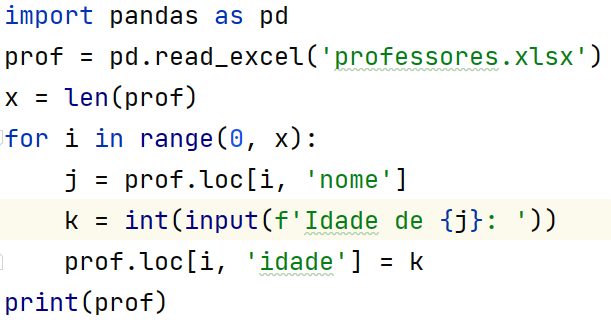 import pandas as pd
prof = pd.read_excel('professores.xlsx')
x = len(prof)
for i in range(0, x):
    j = prof.loc[i, 'nome']
    k = int(input(f'Idade de {j}: '))
    prof.loc[i, 'idade'] = k
print(prof)